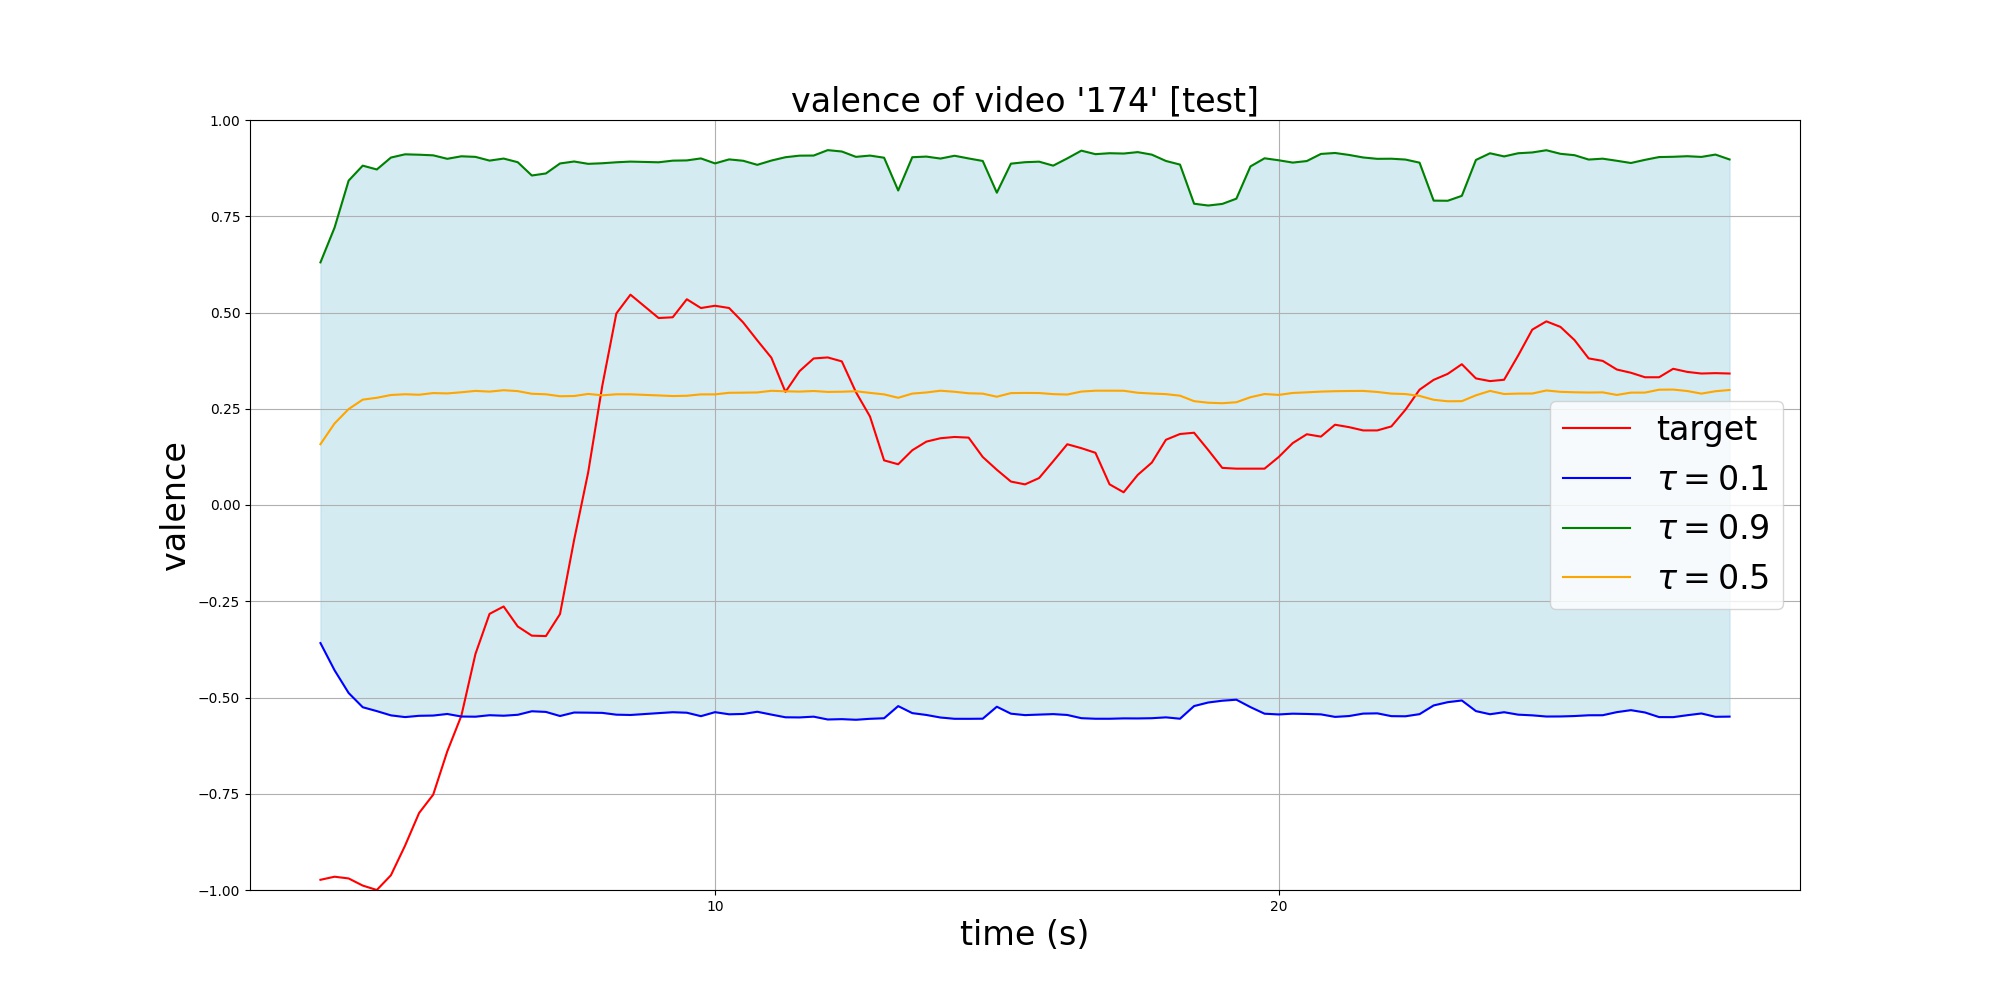 valence of video '174' [test]
1.00
0.75
0.50
0.25
0.00
−0.25
−0.50
−0.75
−1.00
valence
target
τ = 0.1
τ = 0.9
τ = 0.5
10 20
time (s)